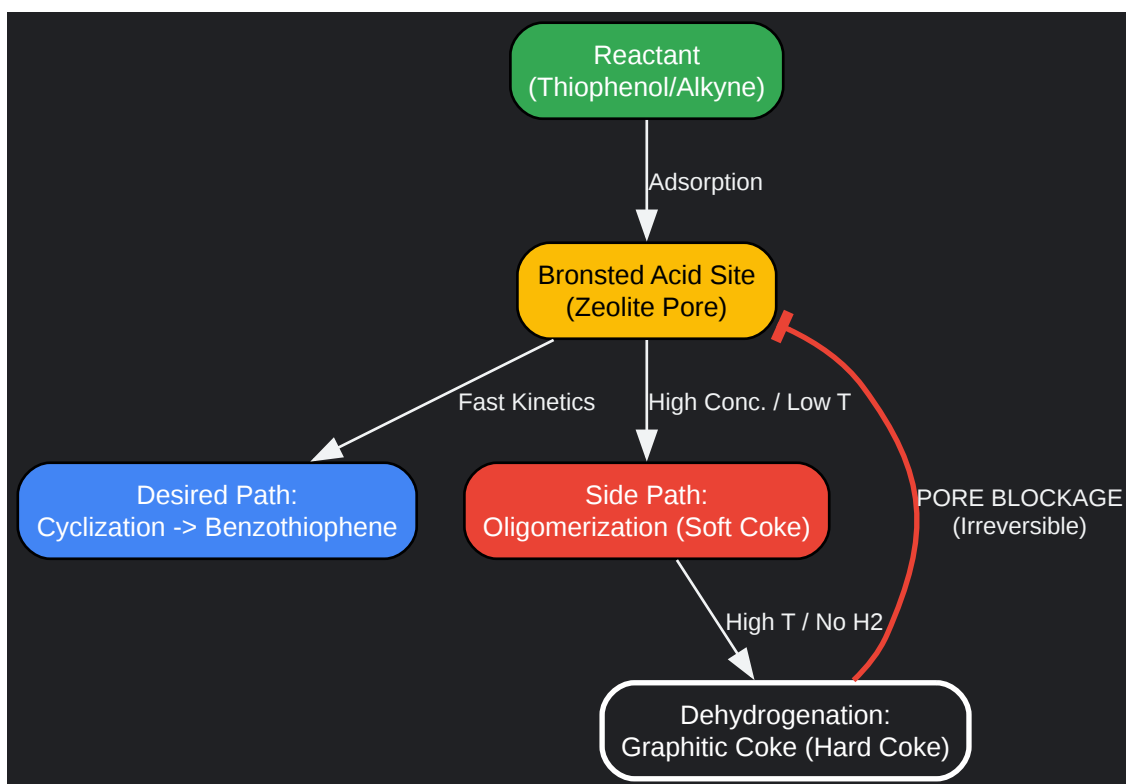 Reactant
(Thiophenol/Alkyne)
Adsorption
Bronsted Acid Site
(Zeolite Pore)
Fast Kinetics
High Conc. / Low T
Desired Path:
Cyclization -> Benzothiophene
Side Path:
Oligomerization (Soft Coke)
PORE BLOCKAGE
(Irreversible)
High T / No H2
Dehydrogenation:
Graphitic Coke (Hard Coke)